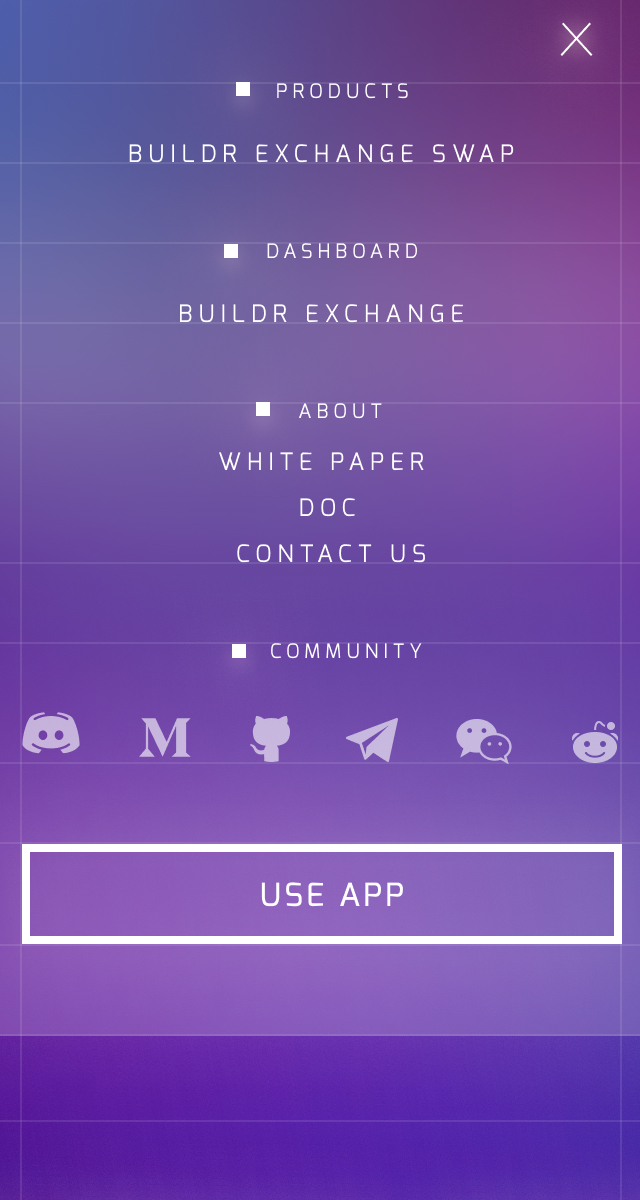 PRODUCTS
BUILDR EXCHANGE SWAP
DASHBOARD
BUILDR EXCHANGE
ABOUT
WHITE PAPER
DOC
CONTACT US
COMMUNITY
USE APP